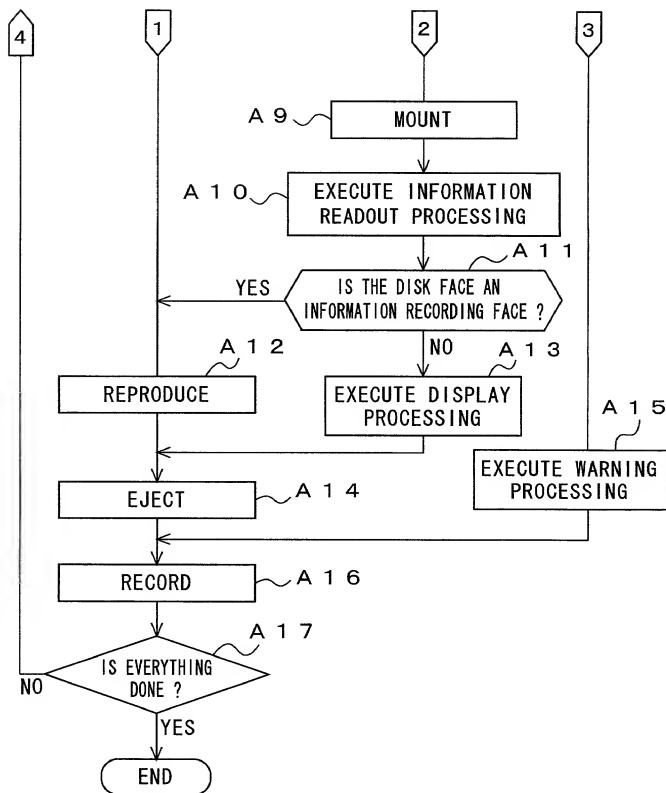 4
1
2
3
A 9
MOUNT
A 1 0
EXECUTE INFORMATION
READOUT PROCESSING
A 1 1
IS THE DISK FACE AN
INFORMATION RECORDING FACE ?
YES
NO
A 1 2
REPRODUCE
A 1 3
EXECUTE DISPLAY
PROCESSING
A 1 5
EXECUTE WARNING
PROCESSING
EJECT
A 1 4
RECORD
A 1 6
A 1 7
IS EVERYTHING
DONE ?
NO
YES
END